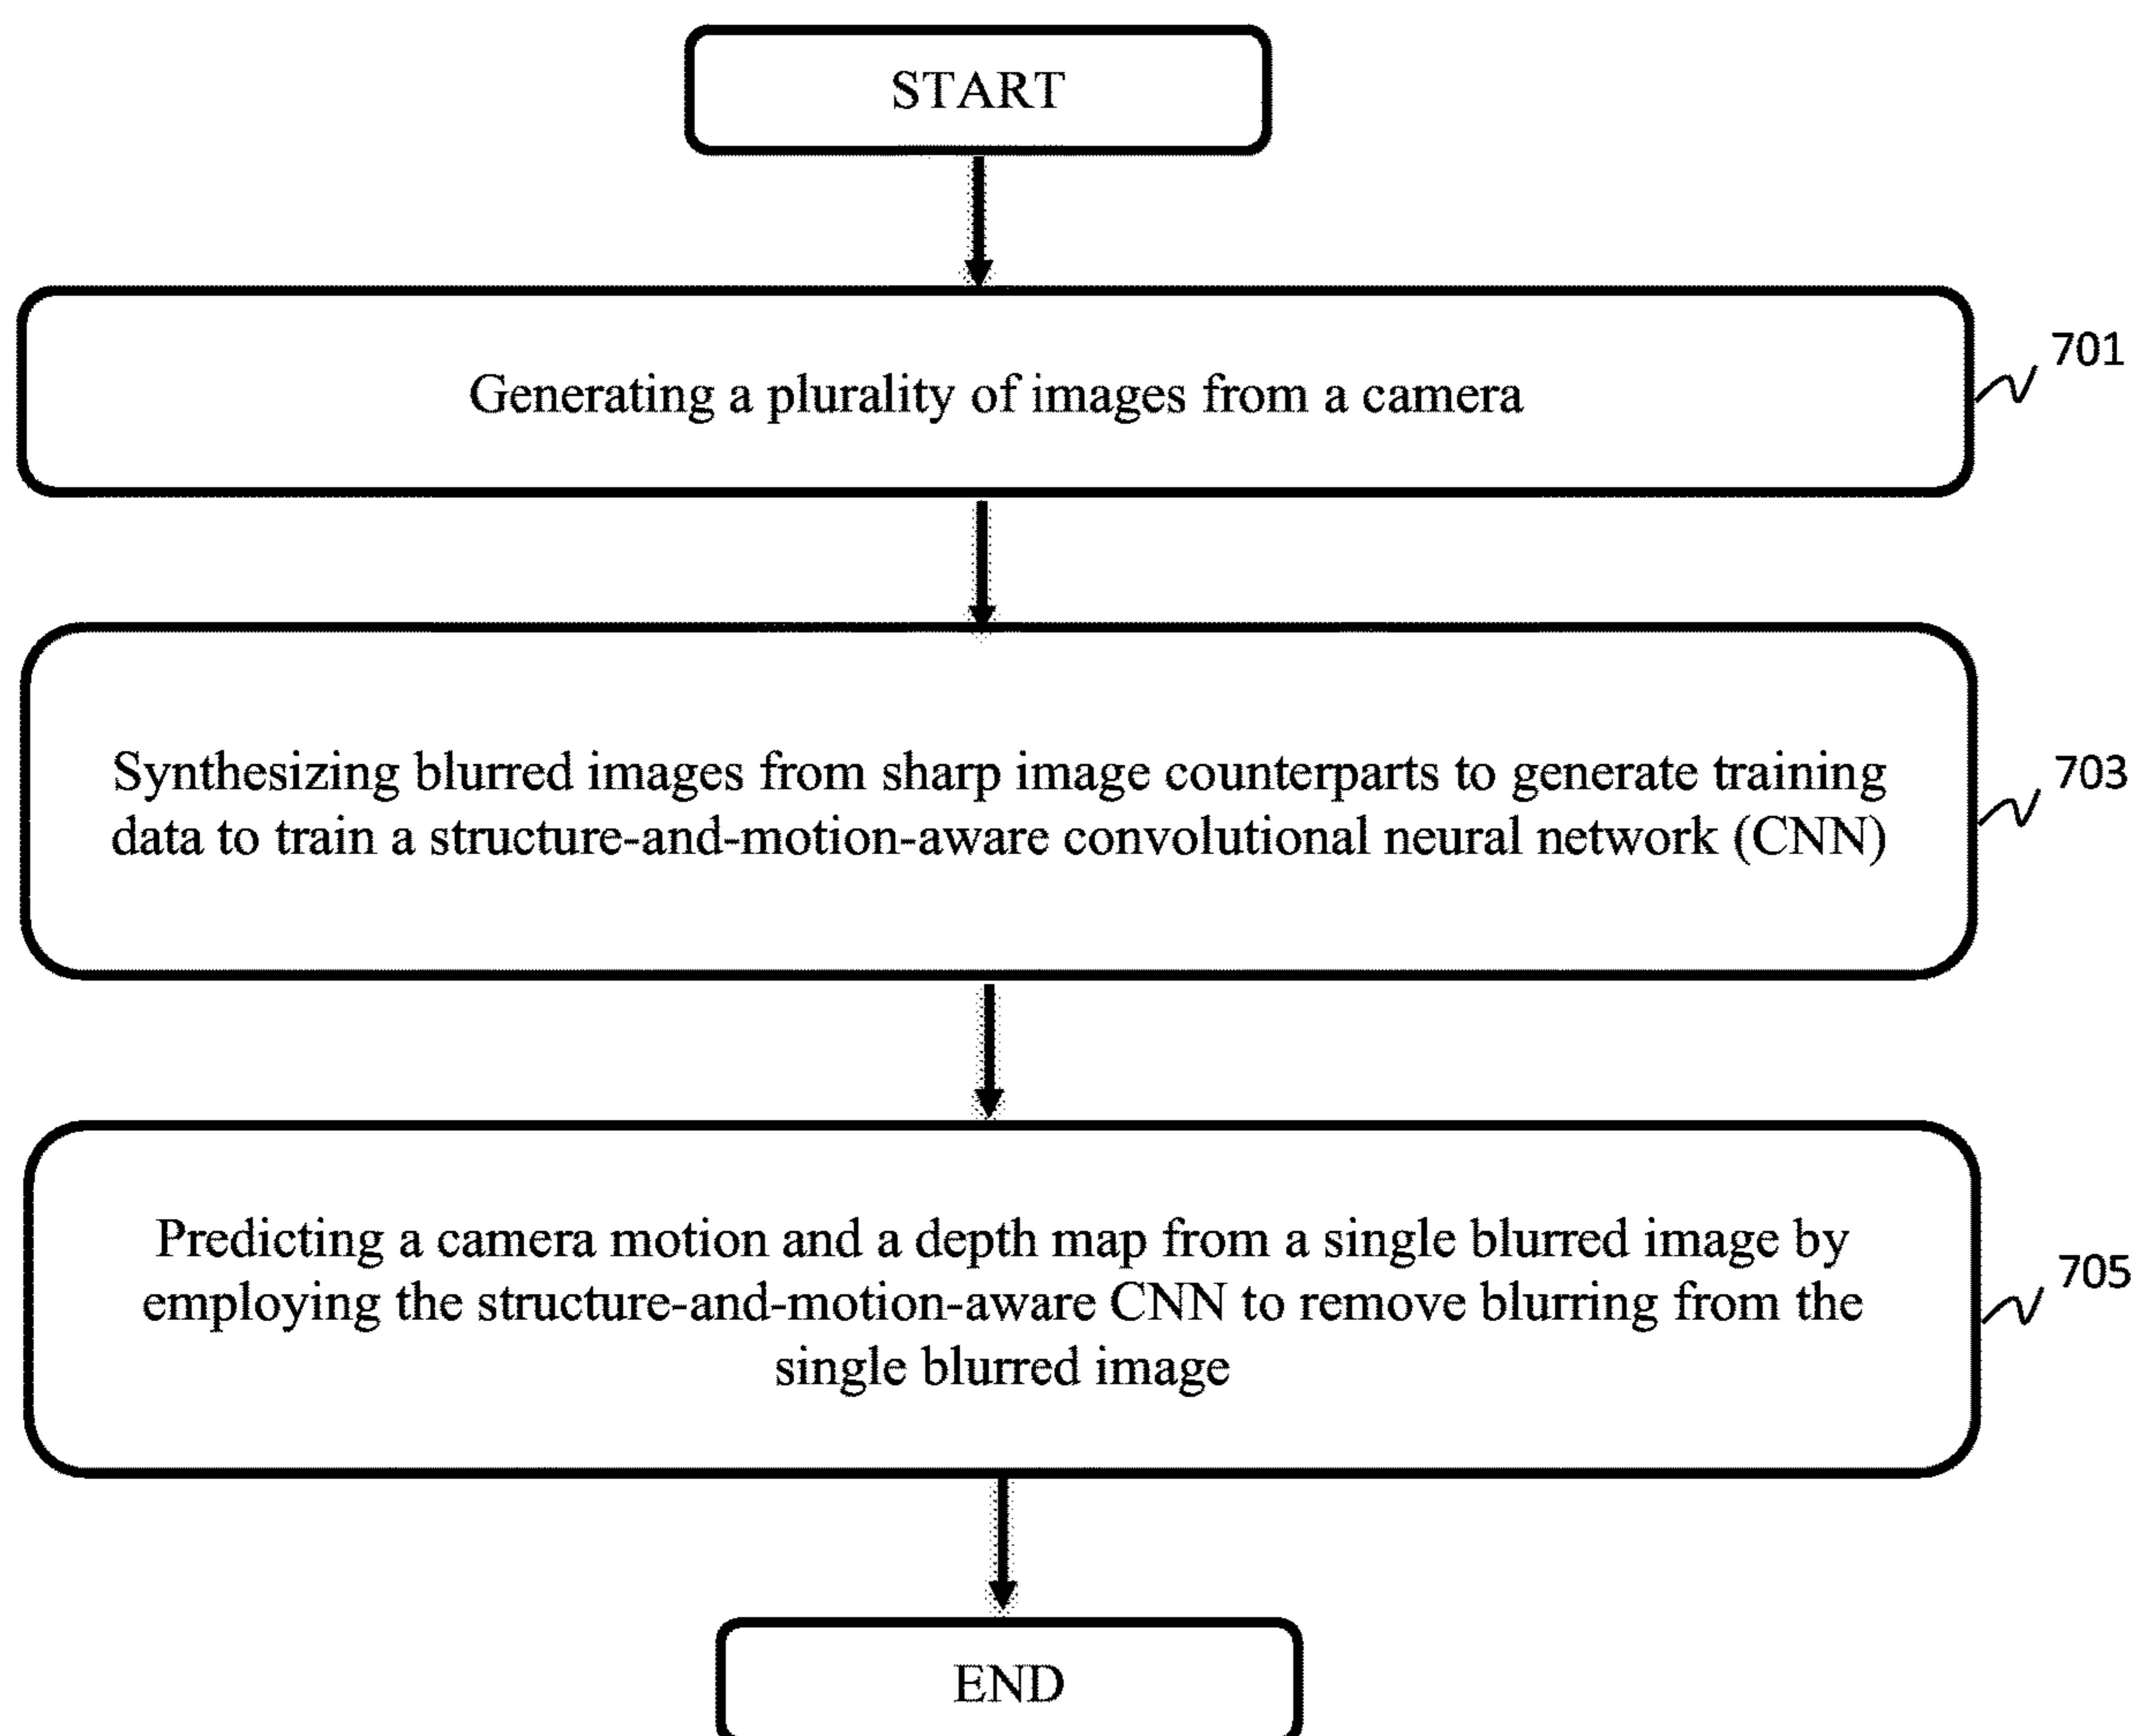 START
Generating a plurality of images from a camera
701
Synthesizing blurred images from sharp image counterparts to generate training
data to train a structure-and-motion-aware convolutional neural network (CNN)
703
Predicting a camera motion and a depth map from a single blurred image by
employing the structure-and-motion-aware CNN to remove blurring from the
single blurred image
705
END